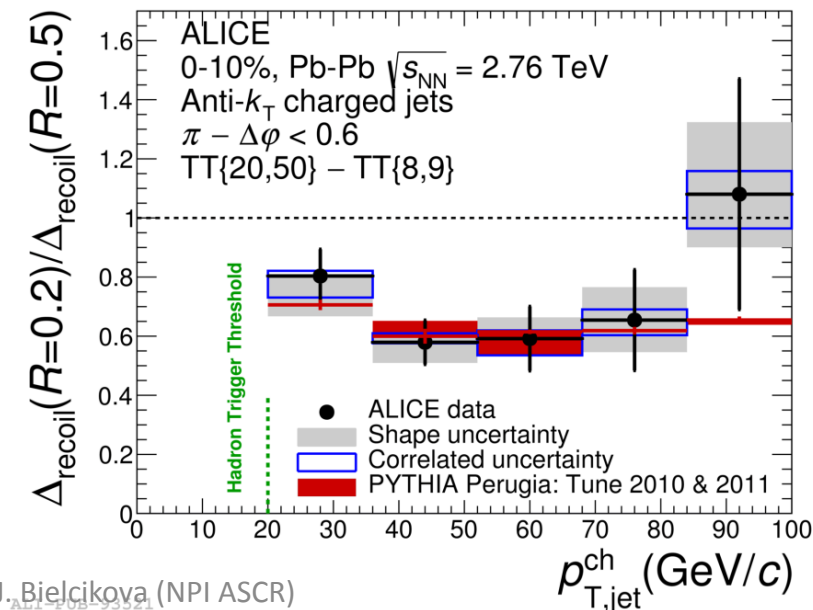 ALICE
0-10%, Pb-Pb √sNN = 2.76 TeV
Anti-kT charged jets
π − Δφ < 0.6
TT{20,50} − TT{8,9}
Δrecoil(R=0.2)/Δrecoil(R=0.5)
1.6
1.4
1.2
1
0.8
0.6
0.4
0.2
0
Hadron Trigger Threshold
ALICE data
Shape uncertainty
Correlated uncertainty
PYTHIA Perugia: Tune 2010 & 2011
0 10 20 30 40 50 60 70 80 90 100
pchT,jet (GeV/c)
J. Bielcikova (NPI ASCR)
ALI-PUB-93521